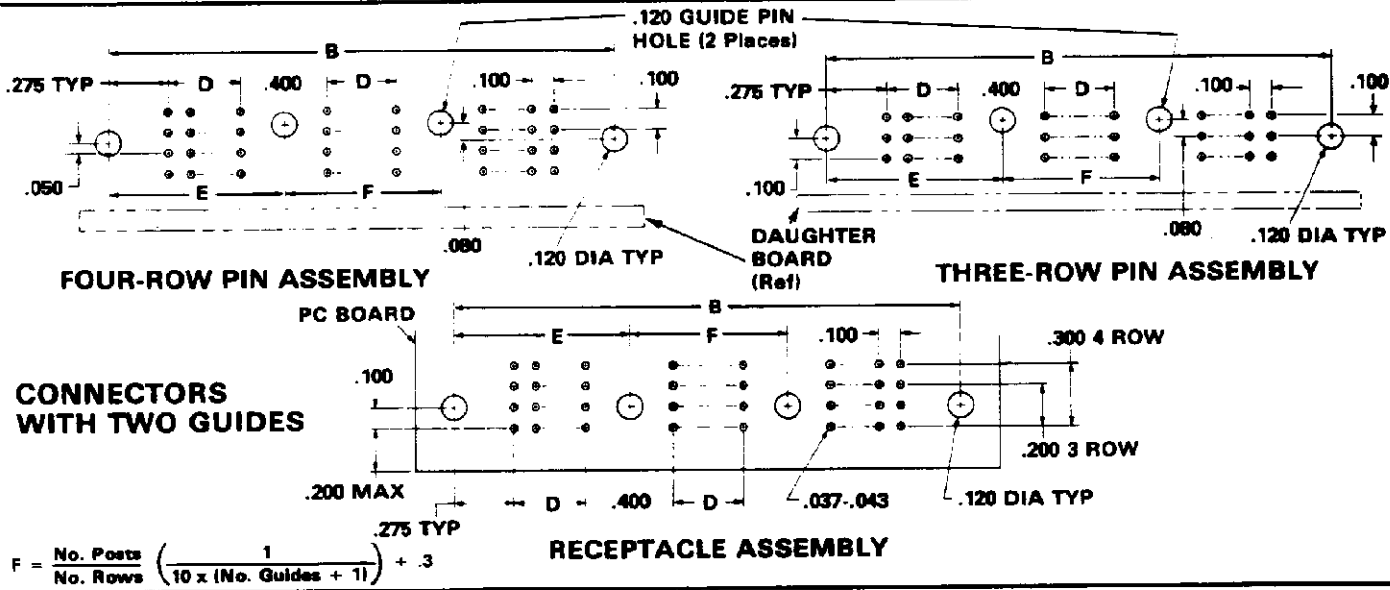 .120 GUIDE PIN
HOLE (2 Places)
B
.275 TYP
D
.400
D
.100
.100
.050
E
F
.080
.120 DIA TYP
FOUR-ROW PIN ASSEMBLY
B
.275 TYP
D
.400
D
.100
.100
.100
E
F
.080
.120 DIA TYP
DAUGHTER
BOARD
(Ref)
THREE-ROW PIN ASSEMBLY
PC BOARD
B
E
F
.100
.300 4 ROW
.100
CONNECTORS
WITH TWO GUIDES
.200 3 ROW
.200 MAX
.275 TYP
D
.400
D
.037-.043
.120 DIA TYP
RECEPTACLE ASSEMBLY
F = No. Posts / No. Rows ( 1 / 10 x (No. Guides + 1) ) + .3